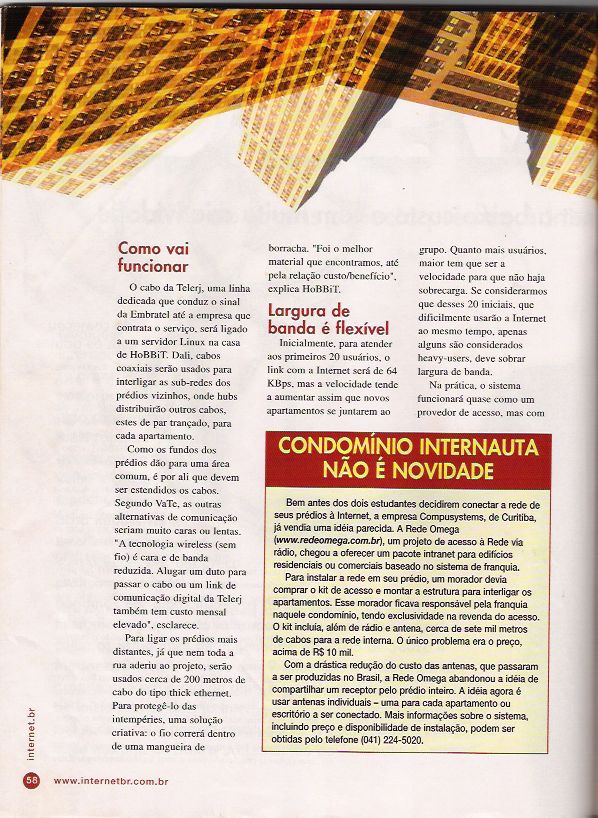 Como vai
funcionar
O cabo da Telerj, uma linha
dedicada que conduz o sinal
da Embratel até a empresa que
contrata o serviço, será ligado
a um servidor Linux na casa
de HoBBiT. Dali, cabos
coaxiais serão usados para
interligar as sub-redes dos
prédios vizinhos, onde hubs
distribuirão outros cabos,
estes de par trançado, para
cada apartamento.
Como os fundos dos
prédios dão para uma área
comum, é por ali que devem
ser estendidos os cabos.
Segundo VaTe, as outras
alternativas de comunicação
seriam muito caras ou lentas.
"A tecnologia wireless (sem
fio) é cara e de banda
reduzida. Alugar um duto para
passar o cabo ou um link de
comunicação digital da Telerj
também tem custo mensal
elevado", esclarece.
Para ligar os prédios mais
distantes, já que nem toda a
rua aderiu ao projeto, serão
usados cerca de 200 metros de
cabo do tipo thick ethernet.
Para protegê-lo das
intempéries, uma solução
criativa: o fio correrá dentro
de uma mangueira de
borracha. "Foi o melhor
material que encontramos, até
pela relação custo/benefício",
explica HoBBiT.
Largura de
banda é flexível
Inicialmente, para atender
aos primeiros 20 usuários, o
link com a Internet será de 64
KBps, mas a velocidade tende
a aumentar assim que novos
apartamentos se juntarem ao
grupo. Quanto mais usuários,
maior tem que ser a
velocidade para que não haja
sobrecarga. Se considerarmos
que desses 20 iniciais, que
dificilmente usarão a Internet
ao mesmo tempo, apenas
alguns são considerados
heavy-users, deve sobrar
largura de banda.
Na prática, o sistema
funcionará quase como um
provedor de acesso, mas com
CONDOMÍNIO INTERNAUTA
NÃO É NOVIDADE
Bem antes dos dois estudantes decidirem conectar a rede de
seus prédios à Internet, a empresa Compusystems, de Curitiba,
já vendia uma idéia parecida. A Rede Omega
(www.redeomega.com.br), um projeto de acesso à Rede via
rádio, chegou a oferecer um pacote intranet para edifícios
residenciais ou comerciais baseado no sistema de franquia.
Para instalar a rede em seu prédio, um morador devia
comprar o kit de acesso e montar a estrutura para interligar os
apartamentos. Esse morador ficava responsável pela franquia
naquele condomínio, tendo exclusividade na revenda do acesso.
O kit incluía, além de rádio e antena, cerca de sete mil metros
de cabos para a rede interna. O único problema era o preço,
acima de R$ 10 mil.
Com a drástica redução do custo das antenas, que passaram
a ser produzidas no Brasil, a Rede Omega abandonou a idéia de
compartilhar um receptor pelo prédio inteiro. A idéia agora é
usar antenas individuais – uma para cada apartamento ou
escritório a ser conectado. Mais informações sobre o sistema,
incluindo preço e disponibilidade de instalação, podem ser
obtidas pelo telefone (041) 224-5020.
internet.br
58 www.internetbr.com.br